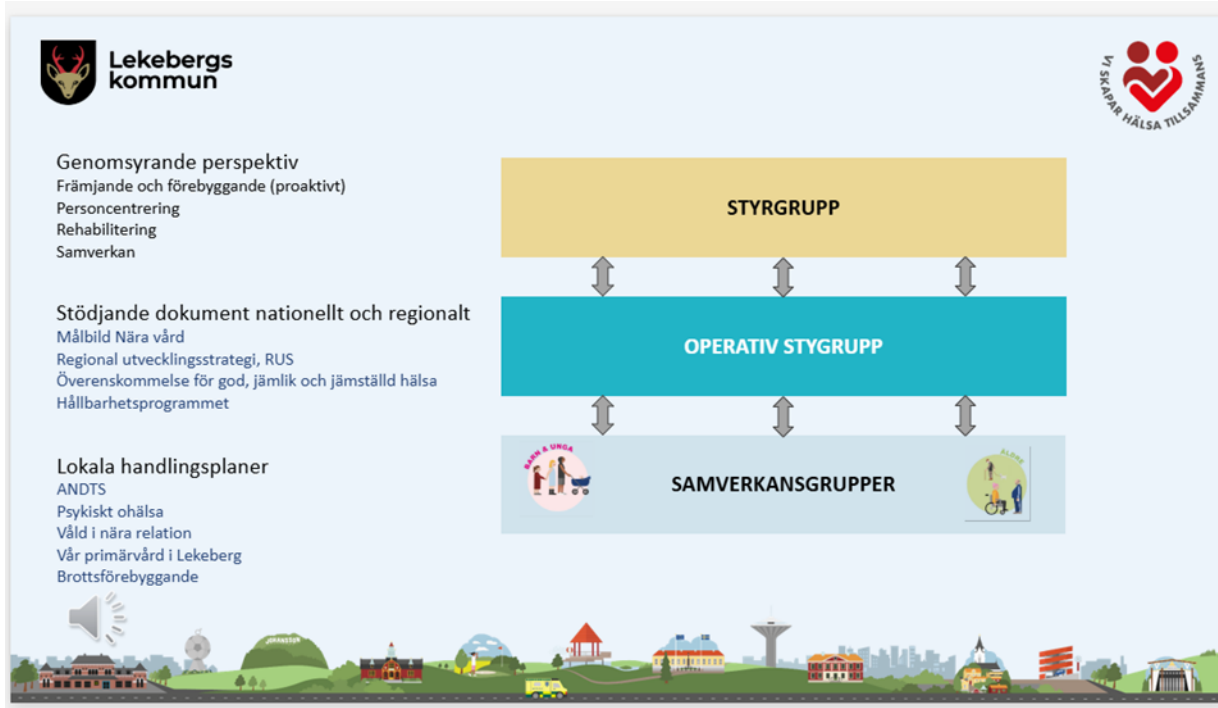 Lekebergs
kommun
VI SKAPAR HÄLSA TILLSAMMANS
Genomsyrande perspektiv
Främjande och förebyggande (proaktivt)
Personcentrering
Rehabilitering
Samverkan
Stödjande dokument nationellt och regionalt
Målbild Nära vård
Regional utvecklingsstrategi, RUS
Överenskommelse för god, jämlik och jämställd hälsa
Hållbarhetsprogrammet
Lokala handlingsplaner
ANDTS
Psykiskt ohälsa
Våld i nära relation
Vår primärvård i Lekeberg
Brottsförebyggande
STYRGRUPP
OPERATIV STYGRUPP
BARN & UNGA
SAMVERKANSGRUPPER
ÄLDRE
JOHANSSON